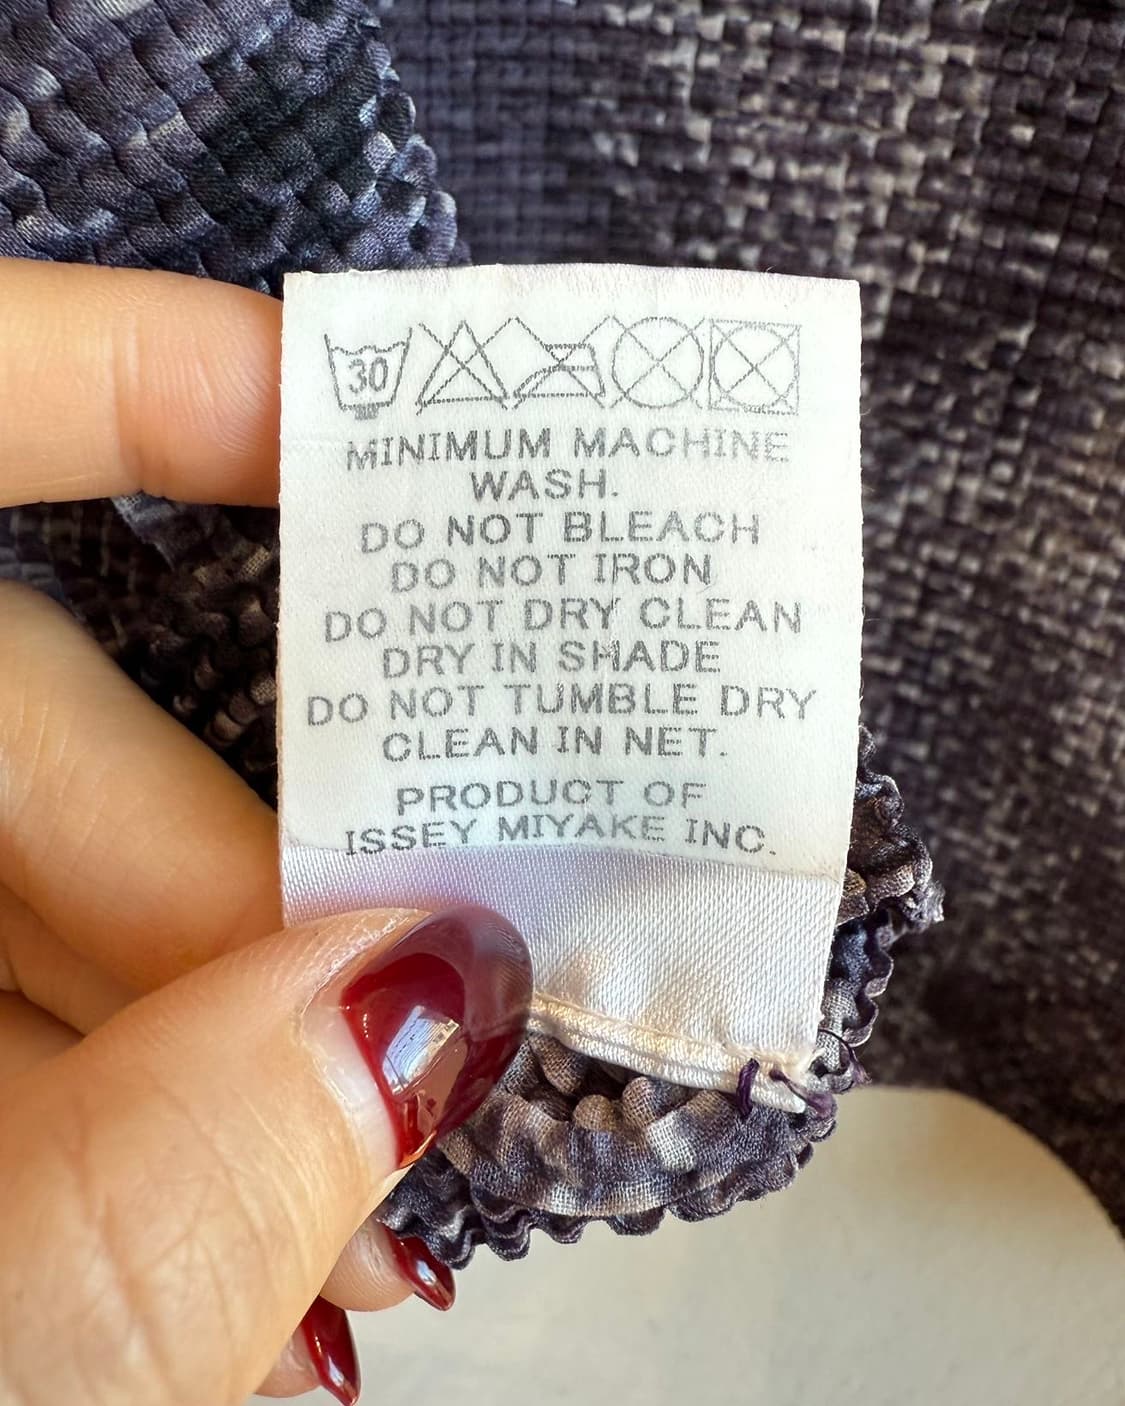 30
MINIMUM MACHINE
WASH.
DO NOT BLEACH
DO NOT IRON
DO NOT DRY CLEAN
DRY IN SHADE
DO NOT TUMBLE DRY
CLEAN IN NET.
PRODUCT OF
ISSEY MIYAKE INC.